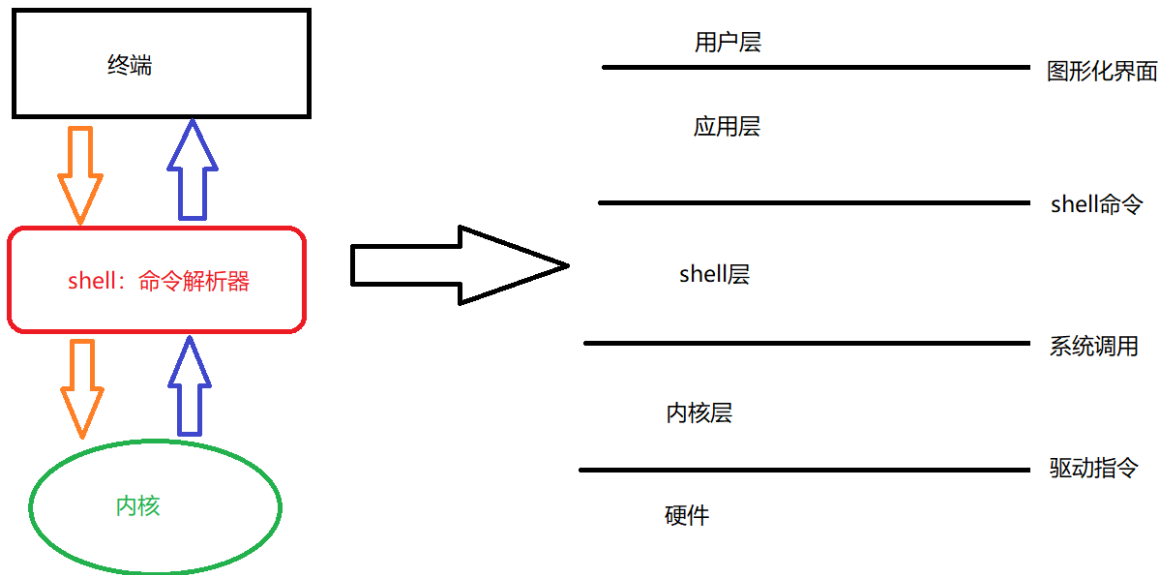 终端
shell：命令解析器
内核
用户层
图形化界面
应用层
shell命令
shell层
系统调用
内核层
驱动指令
硬件